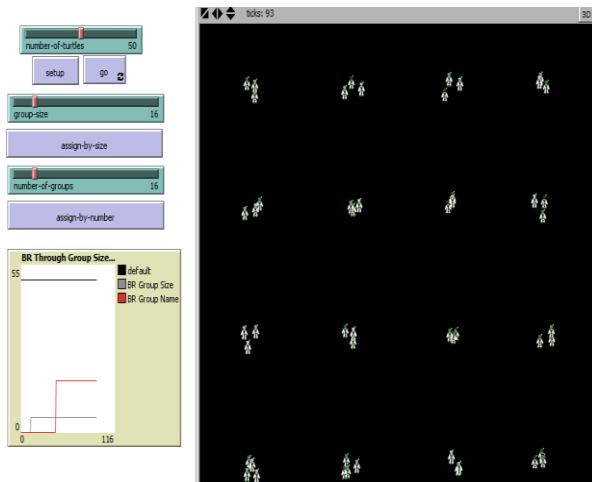 ticks: 93
3D
number-of-turtles 50
setup
go
group-size 16
assign-by-size
number-of-groups 16
assign-by-number
BR Through Group Size...
55
0
0
116
default
BR Group Size
BR Group Name